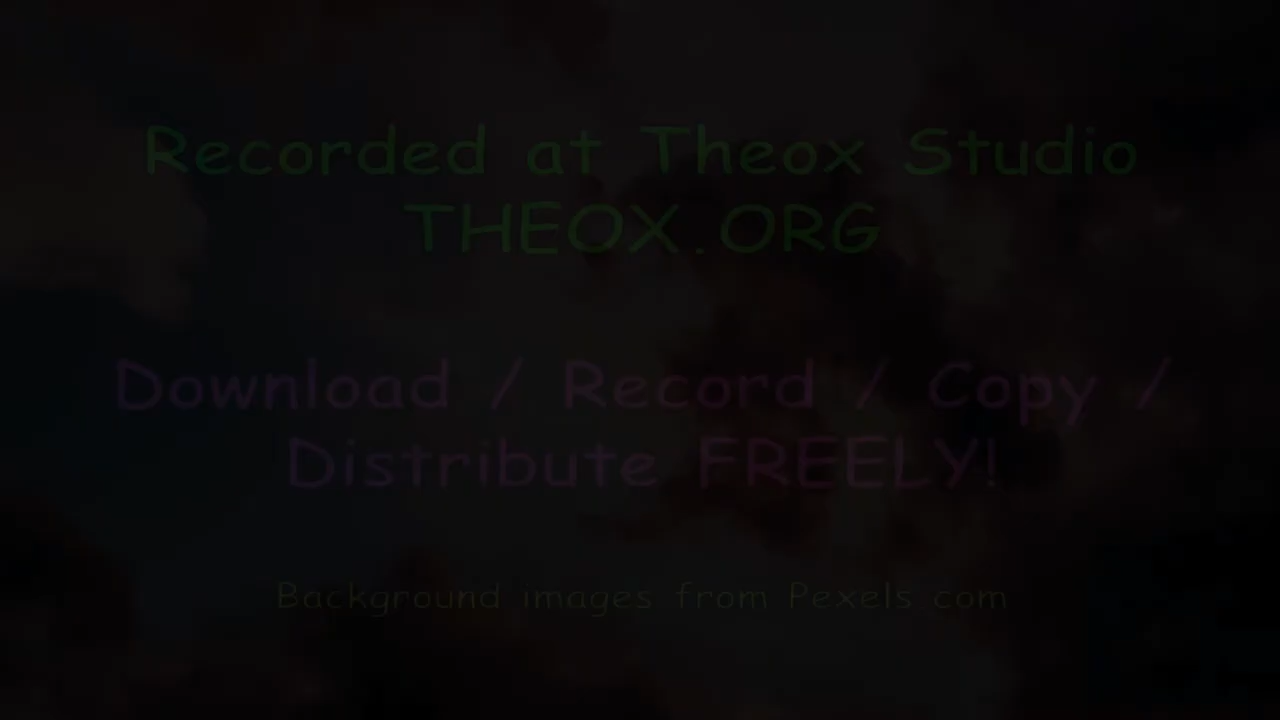 Recorded at Theox Studio
THEOX.ORG
Download / Record / Copy /
Distribute FREELY!
Background images from Pexels com